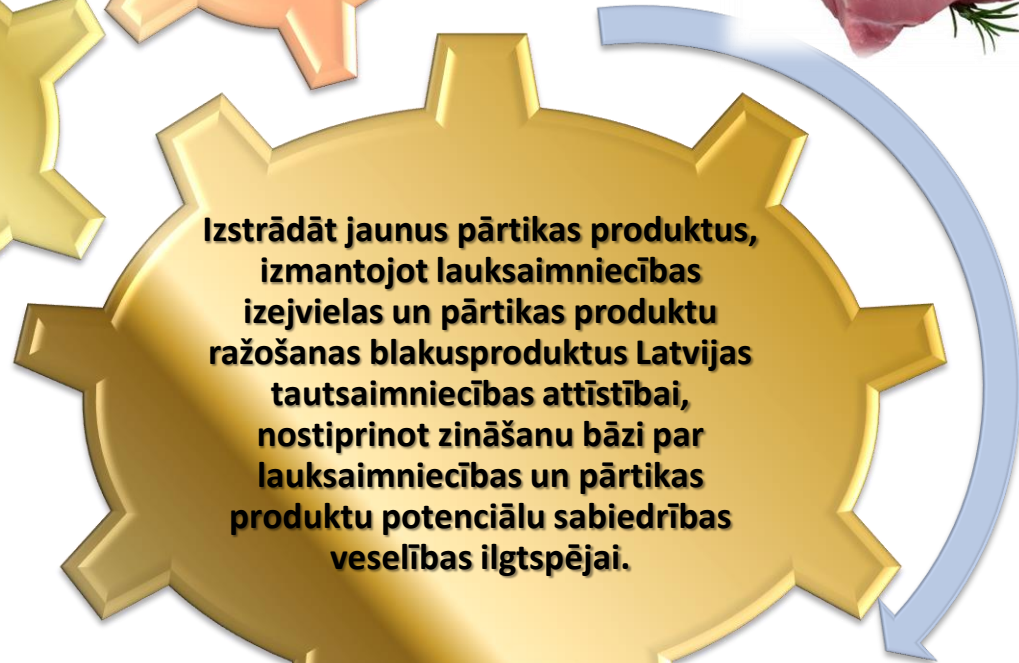 Izstrādāt jaunus pārtikas produktus,
izmantojot lauksaimniecības
izejvielas un pārtikas produktu
ražošanas blakusproduktus Latvijas
tautsaimniecības attīstībai,
nostiprinot zināšanu bāzi par
lauksaimniecības un pārtikas
produktu potenciālu sabiedrības
veselības ilgtspējai.